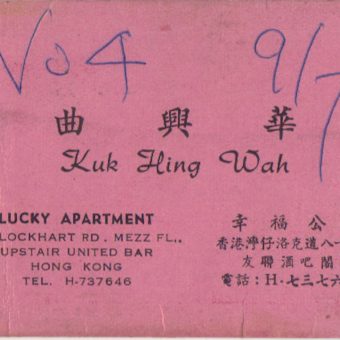 No 4 9/
曲興華
Kuk Hing Wah
LUCKY APARTMENT
LOCKHART RD. MEZZ FL.,
UPSTAIR UNITED BAR
HONG KONG
TEL. H-737646
幸福公
香港灣仔洛克道八十
友聯酒吧閣
電話：H·七三七六